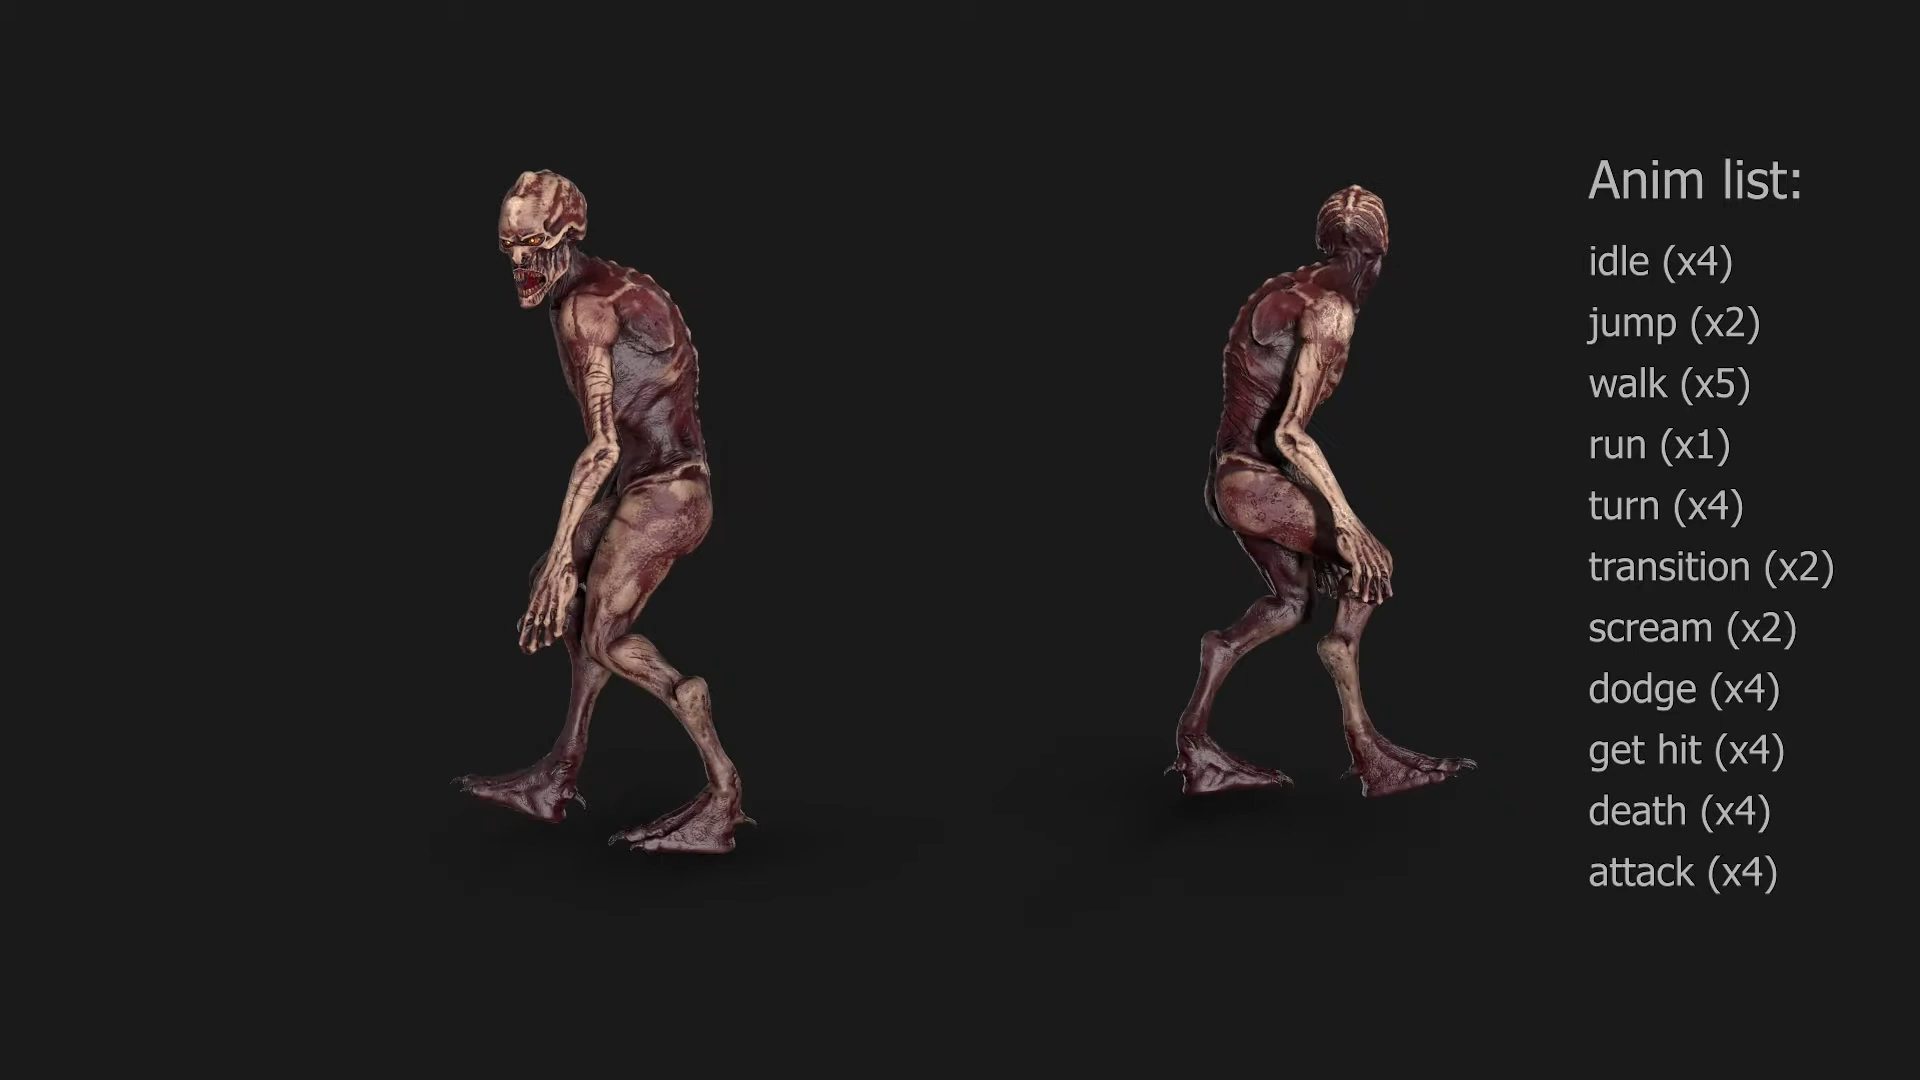 Anim list:
idle (x4)
jump (x2)
walk (x5)
run (x1)
turn (x4)
transition (x2)
scream (x2)
dodge (x4)
get hit (x4)
death (x4)
attack (x4)